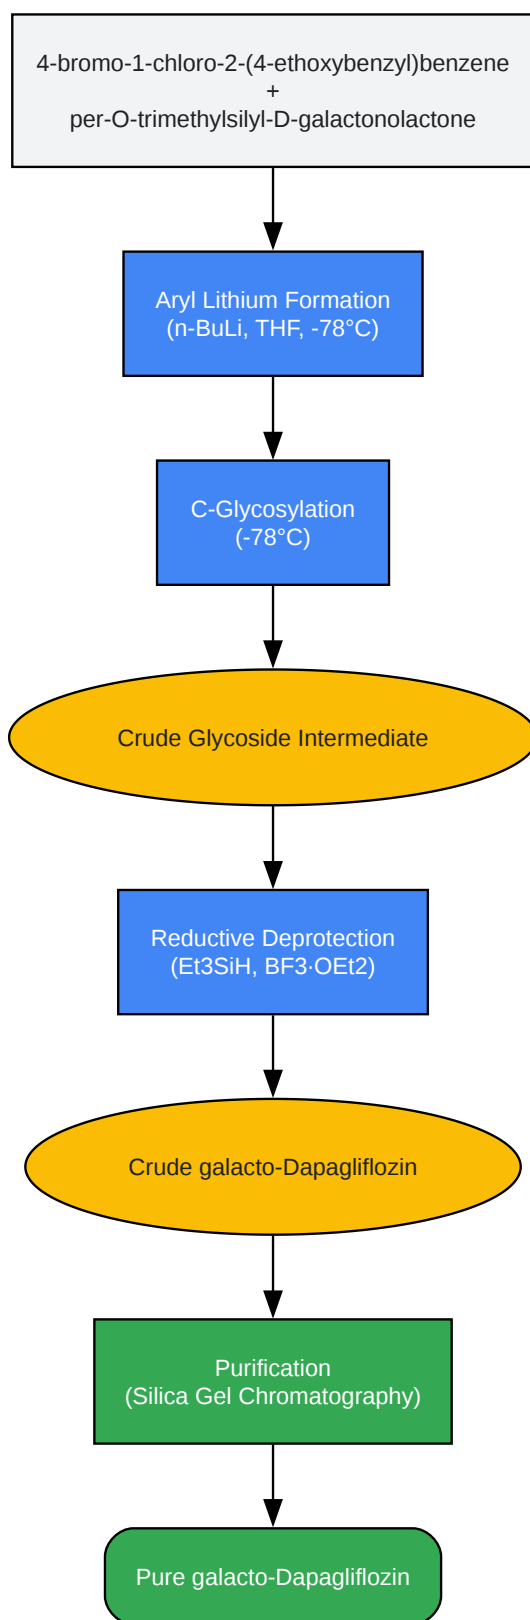 4-bromo-1-chloro-2-(4-ethoxybenzyl)benzene
+
per-O-trimethylsilyl-D-galactonolactone
Aryl Lithium Formation
(n-BuLi, THF, -78°C)
C-Glycosylation
(-78°C)
Crude Glycoside Intermediate
Reductive Deprotection
(Et3SiH, BF3·OEt2)
Crude galacto-Dapagliflozin
Purification
(Silica Gel Chromatography)
Pure galacto-Dapagliflozin